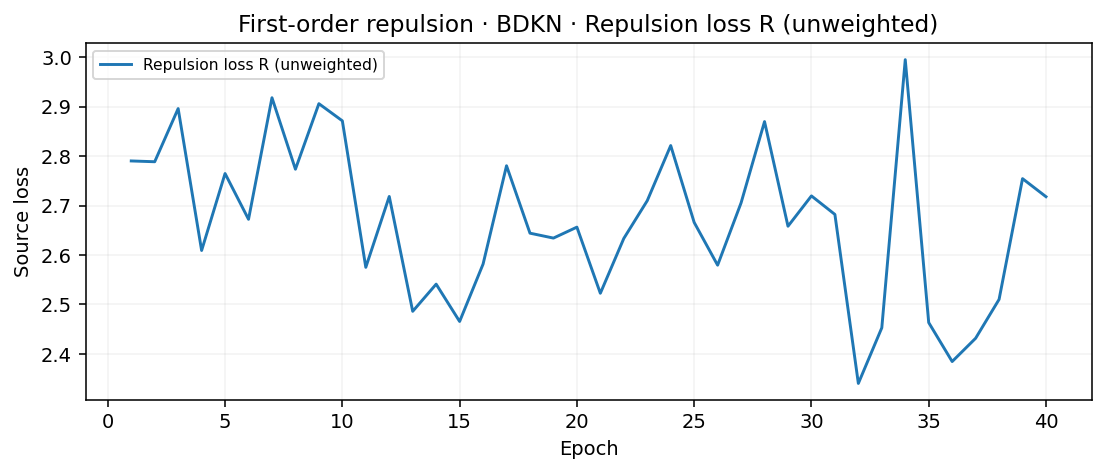 First-order repulsion · BDKN · Repulsion loss R (unweighted)
Repulsion loss R (unweighted)
Source loss
3.0
2.9
2.8
2.7
2.6
2.5
2.4
0 5 10 15 20 25 30 35 40
Epoch